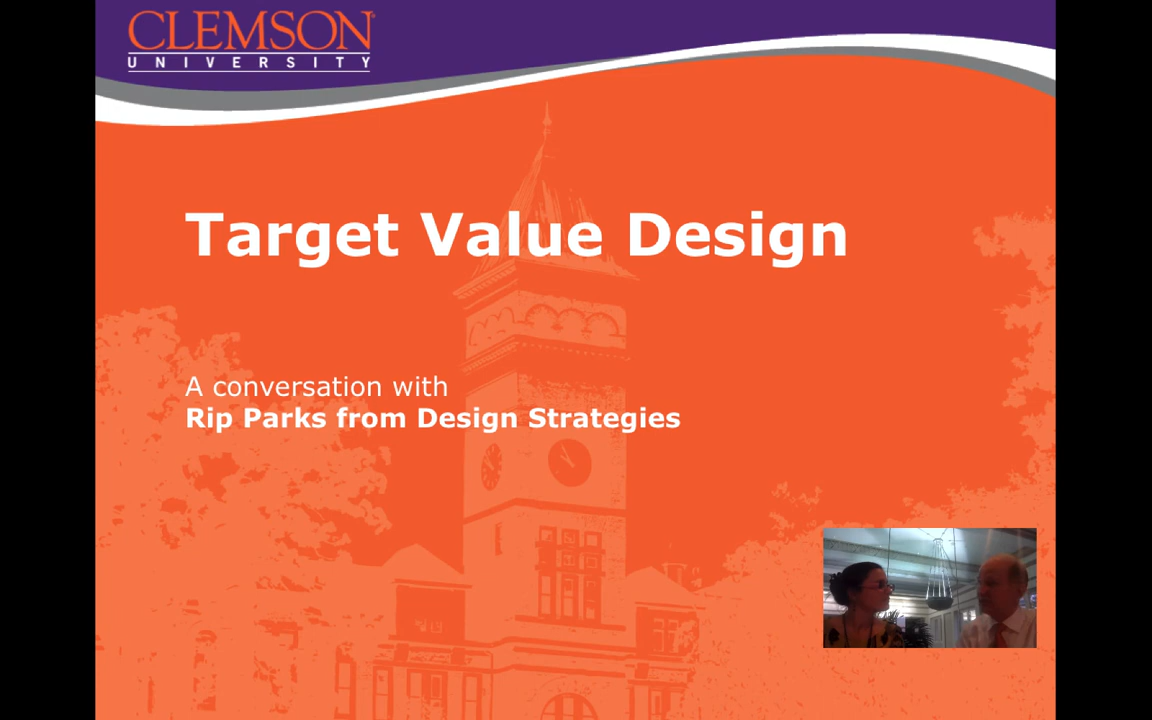 CLEMSON
UNIVERSITY
Target Value Design
A conversation with
Rip Parks from Design Strategies